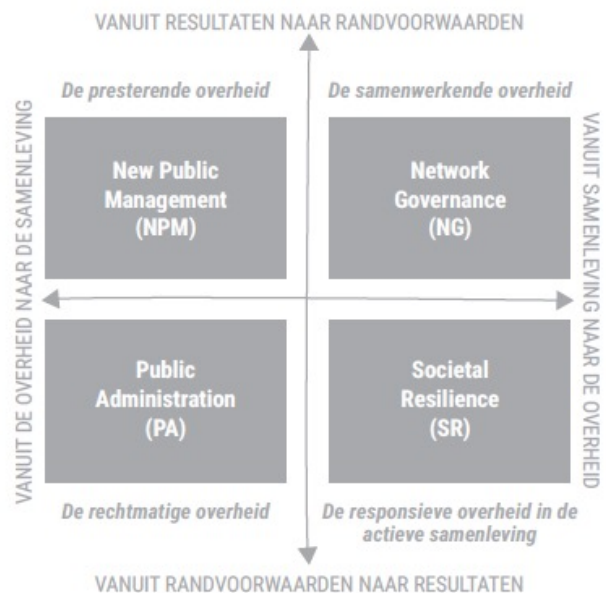 VANUIT RESULTATEN NAAR RANDVOORWAARDEN
De presterende overheid
De samenwerkende overheid
VANUIT DE OVERHEID NAAR DE SAMENLEVING
New Public
Management
(NPM)
Network
Governance
(NG)
VANUIT SAMENLEVING NAAR DE OVERHEID
Public
Administration
(PA)
Societal
Resilience
(SR)
De rechtmatige overheid
De responsieve overheid in de
actieve samenleving
VANUIT RANDVOORWAARDEN NAAR RESULTATEN